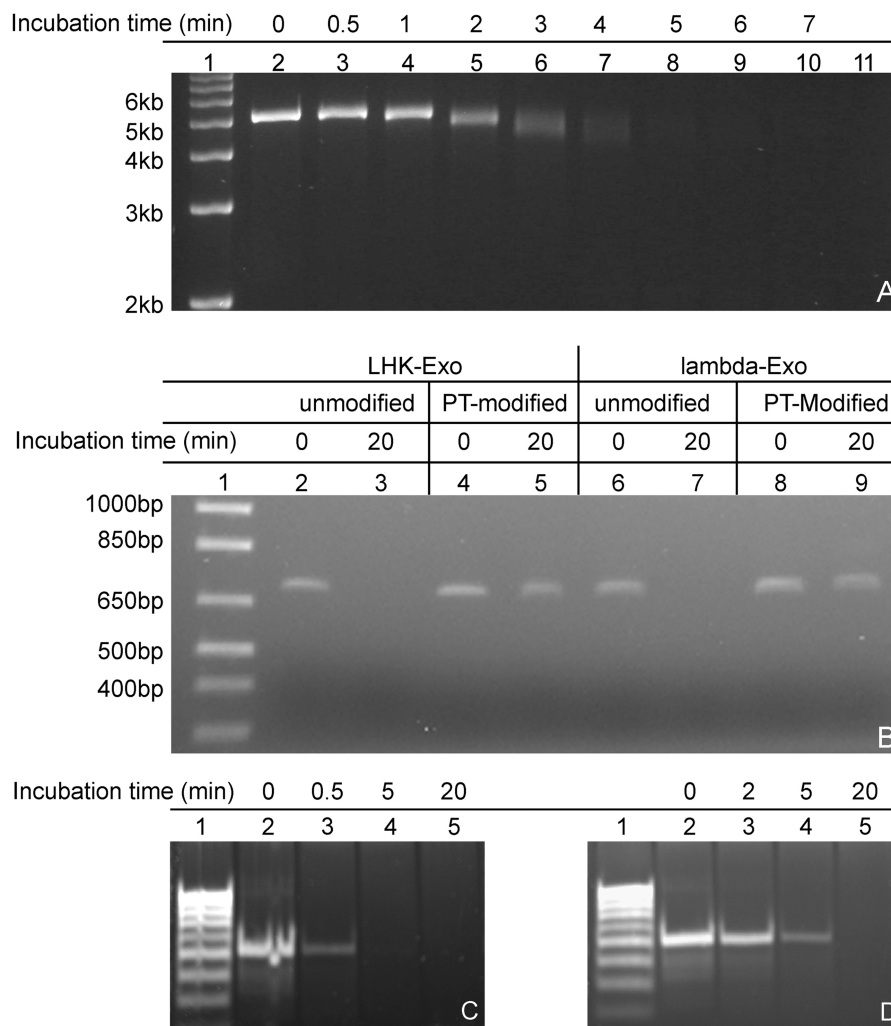 Incubation time (min) 0 0.5 1 2 3 4 5 6 7
1 2 3 4 5 6 7 8 9 10 11
6kb
5kb
4kb
3kb
2kb
A
LHK-Exo lambda-Exo
unmodified PT-modified unmodified PT-Modified
Incubation time (min) 0 20 0 20 0 20 0 20
1 2 3 4 5 6 7 8 9
1000bp
850bp
650bp
500bp
400bp
B
Incubation time (min) 0 0.5 5 20 0 2 5 20
1 2 3 4 5 1 2 3 4 5
C D